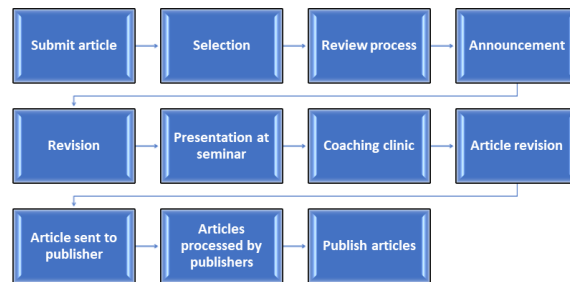 Submit article
Selection
Review process
Announcement
Revision
Presentation at
seminar
Coaching clinic
Article revision
Article sent to
publisher
Articles
processed by
publishers
Publish articles